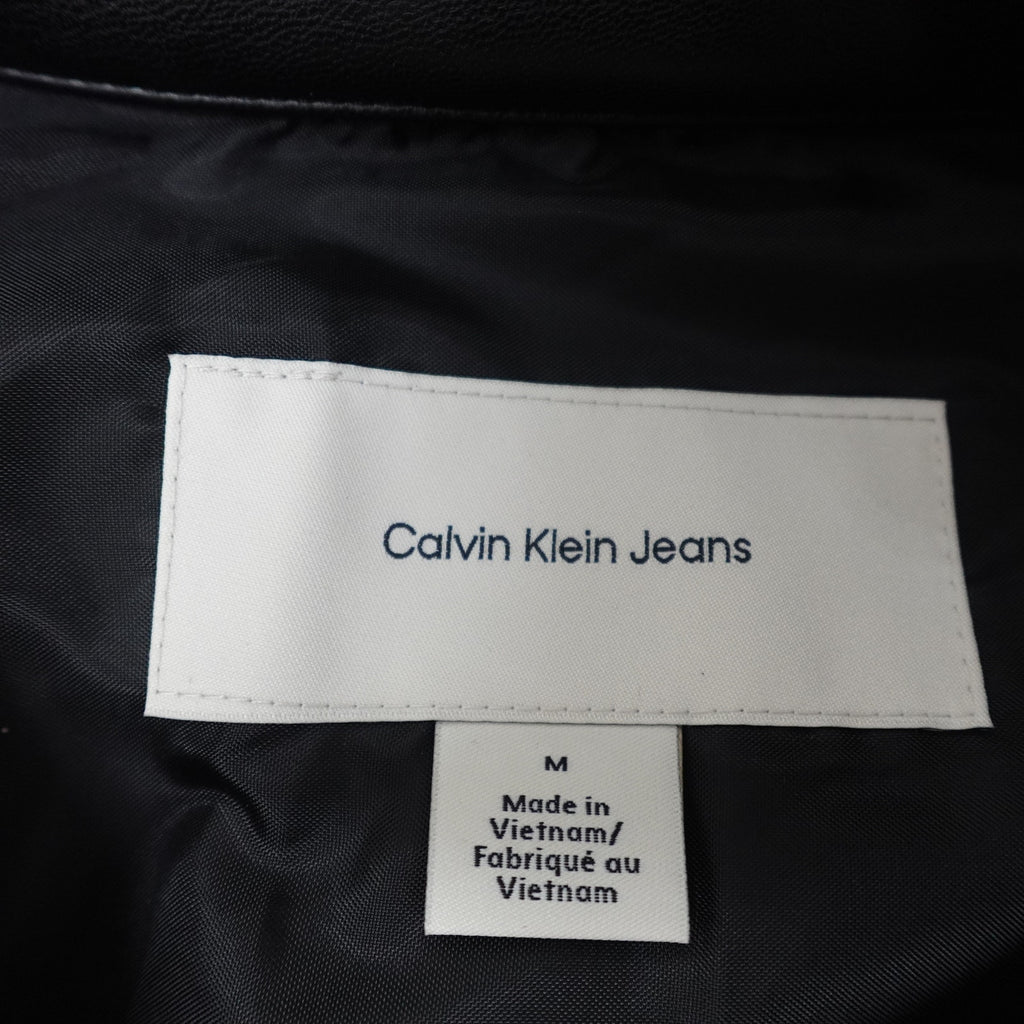 Calvin Klein Jeans
M
Made in
Vietnam/
Fabriqué au
Vietnam